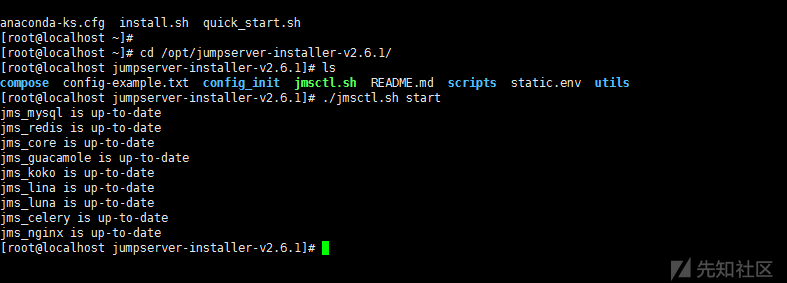 anaconda-ks.cfg  install.sh  quick_start.sh
[root@localhost ~]#
[root@localhost ~]# cd /opt/jumpserver-installer-v2.6.1/
[root@localhost jumpserver-installer-v2.6.1]# ls
compose  config-example.txt  config_init  jmsctl.sh  README.md  scripts  static.env  utils
[root@localhost jumpserver-installer-v2.6.1]# ./jmsctl.sh start
jms_mysql is up-to-date
jms_redis is up-to-date
jms_core is up-to-date
jms_guacamole is up-to-date
jms_koko is up-to-date
jms_lina is up-to-date
jms_luna is up-to-date
jms_celery is up-to-date
jms_nginx is up-to-date
[root@localhost jumpserver-installer-v2.6.1]#
先知社区